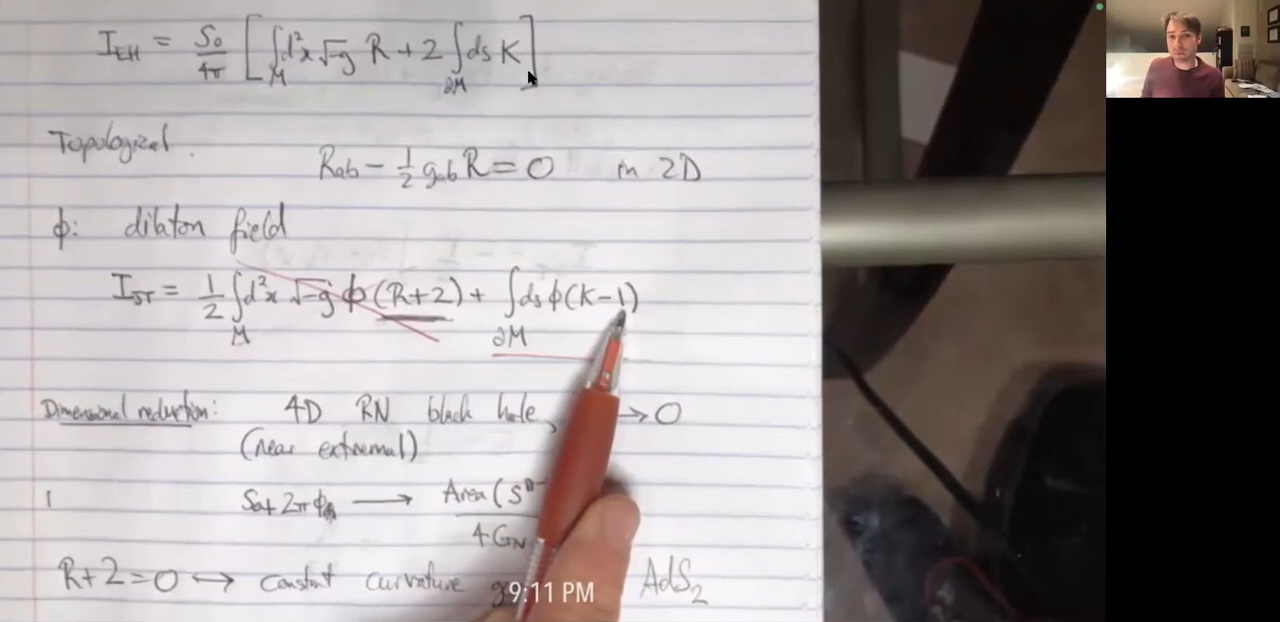 I_EH = S₀/4π [ ∫_M d²x √-g R + 2 ∫_∂M ds K ]
Topological.
R_ab - 1/2 g_ab R = 0 in 2D
φ: dilaton field
I_JT = 1/2 ∫_M d²x √-g φ (R+2) + ∫_∂M ds φ (K-1)
Dimensional reduction: 4D RN black hole, → 0
(near extremal)
S₀ + 2π φ → Area (S^D- / 4G_N
R+2=0 ↔ constant curvature AdS₂
9:11 PM